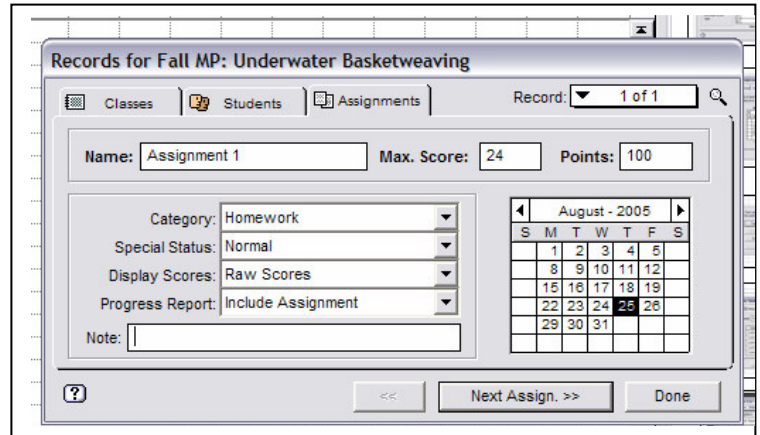 Records for Fall MP: Underwater Basketweaving
Classes Students Assignments Record: 1 of 1
Name: Assignment 1 Max. Score: 24 Points: 100
Category: Homework
Special Status: Normal
Display Scores: Raw Scores
Progress Report: Include Assignment
Note:
August - 2005
S M T W T F S
1 2 3 4 5
8 9 10 11 12
15 16 17 18 19
22 23 24 25 26
29 30 31
? << Next Assign. >> Done